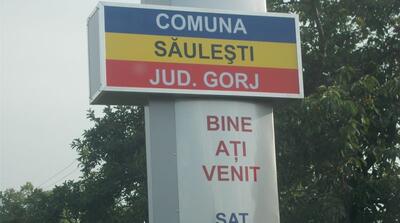 COMUNA
SĂULEŞTI
JUD. GORJ
BINE
AŢI
VENIT
SAT